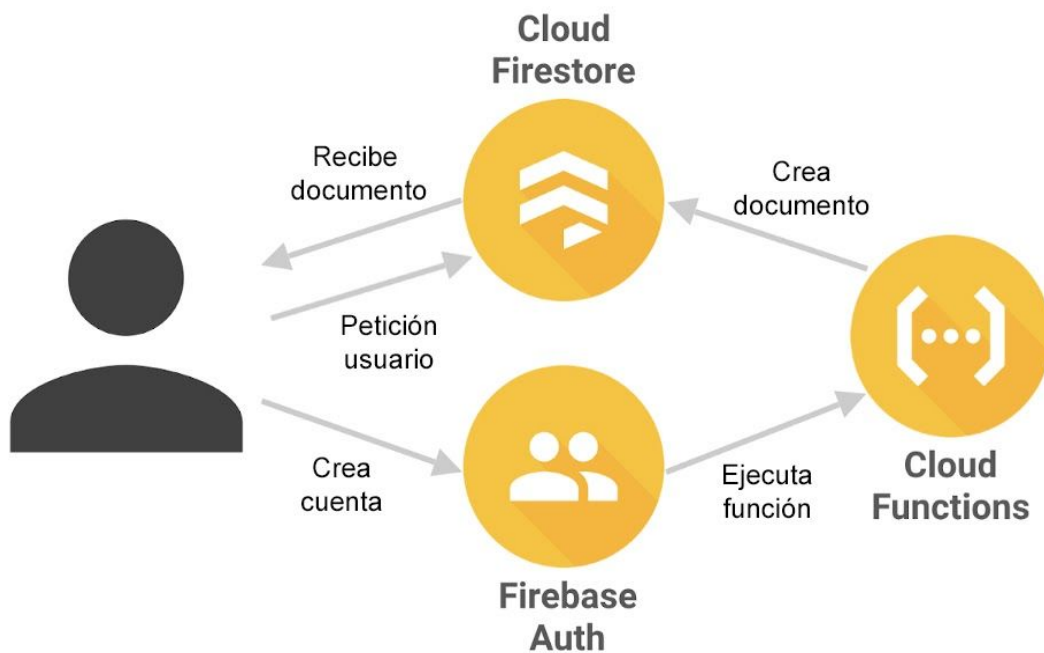 Cloud
Firestore
Recibe
documento
Crea
documento
Petición
usuario
Crea
cuenta
Ejecuta
función
Cloud
Functions
Firebase
Auth